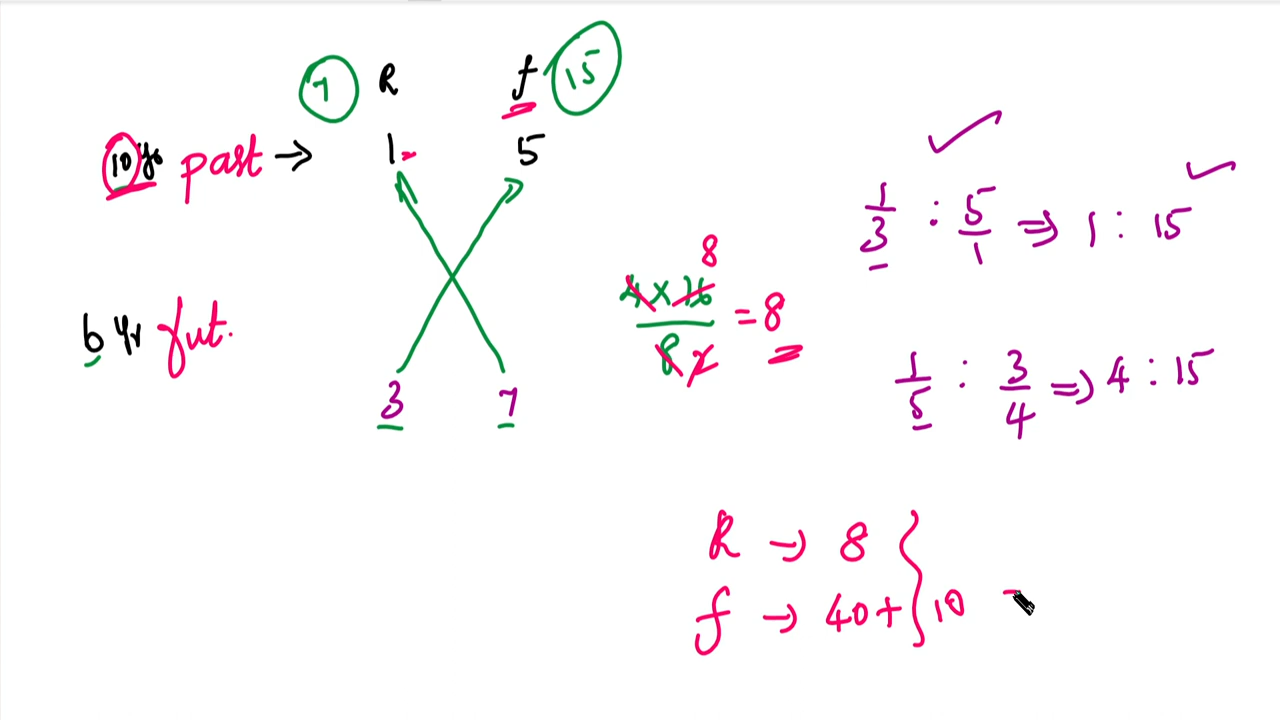 7 R f 15
10 yrs past → 1 5
1/3 : 5/1 ⇒ 1 : 15
8
4 × 16 / 8 2 = 8
6 yr fut.
1/5 : 3/4 ⇒ 4 : 15
3 7
R → 8
f → 40 + } 10